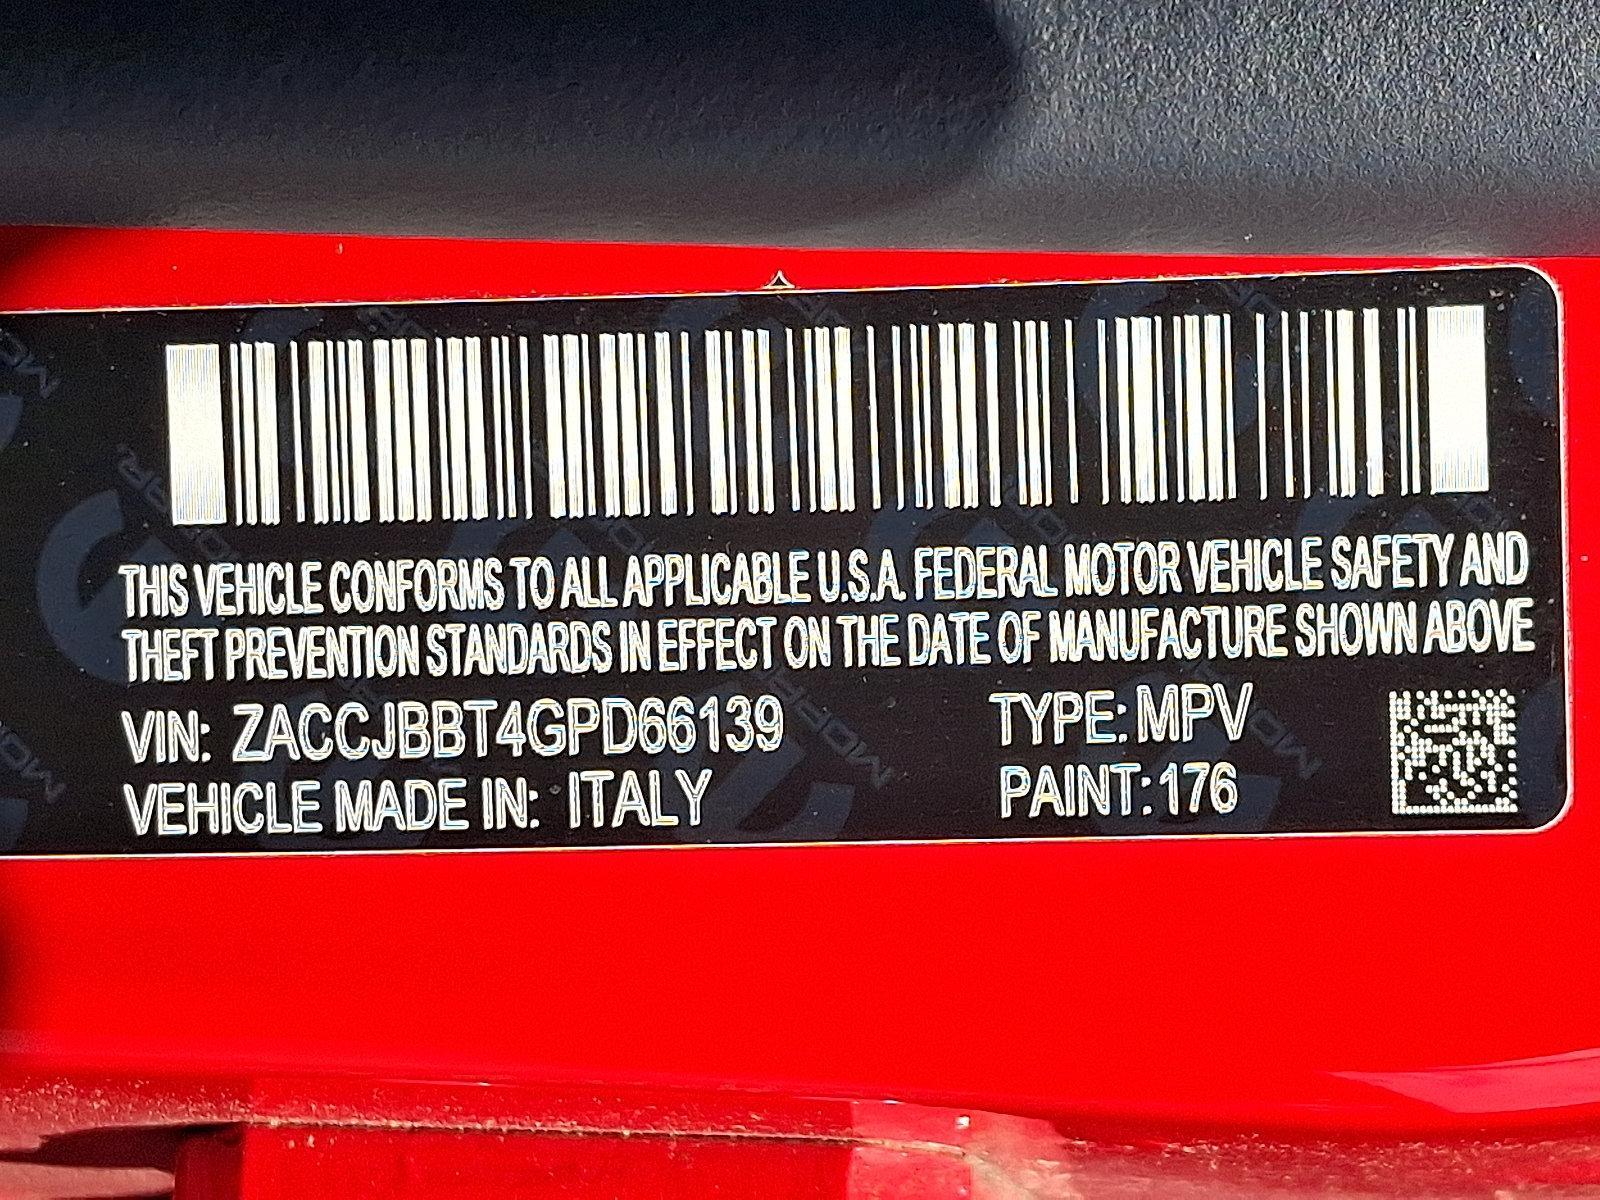 THIS VEHICLE CONFORMS TO ALL APPLICABLE U.S.A. FEDERAL MOTOR VEHICLE SAFETY AND
THEFT PREVENTION STANDARDS IN EFFECT ON THE DATE OF MANUFACTURE SHOWN ABOVE
VIN: ZACCJBBT4GPD66139 TYPE: MPV
VEHICLE MADE IN: ITALY PAINT: 176